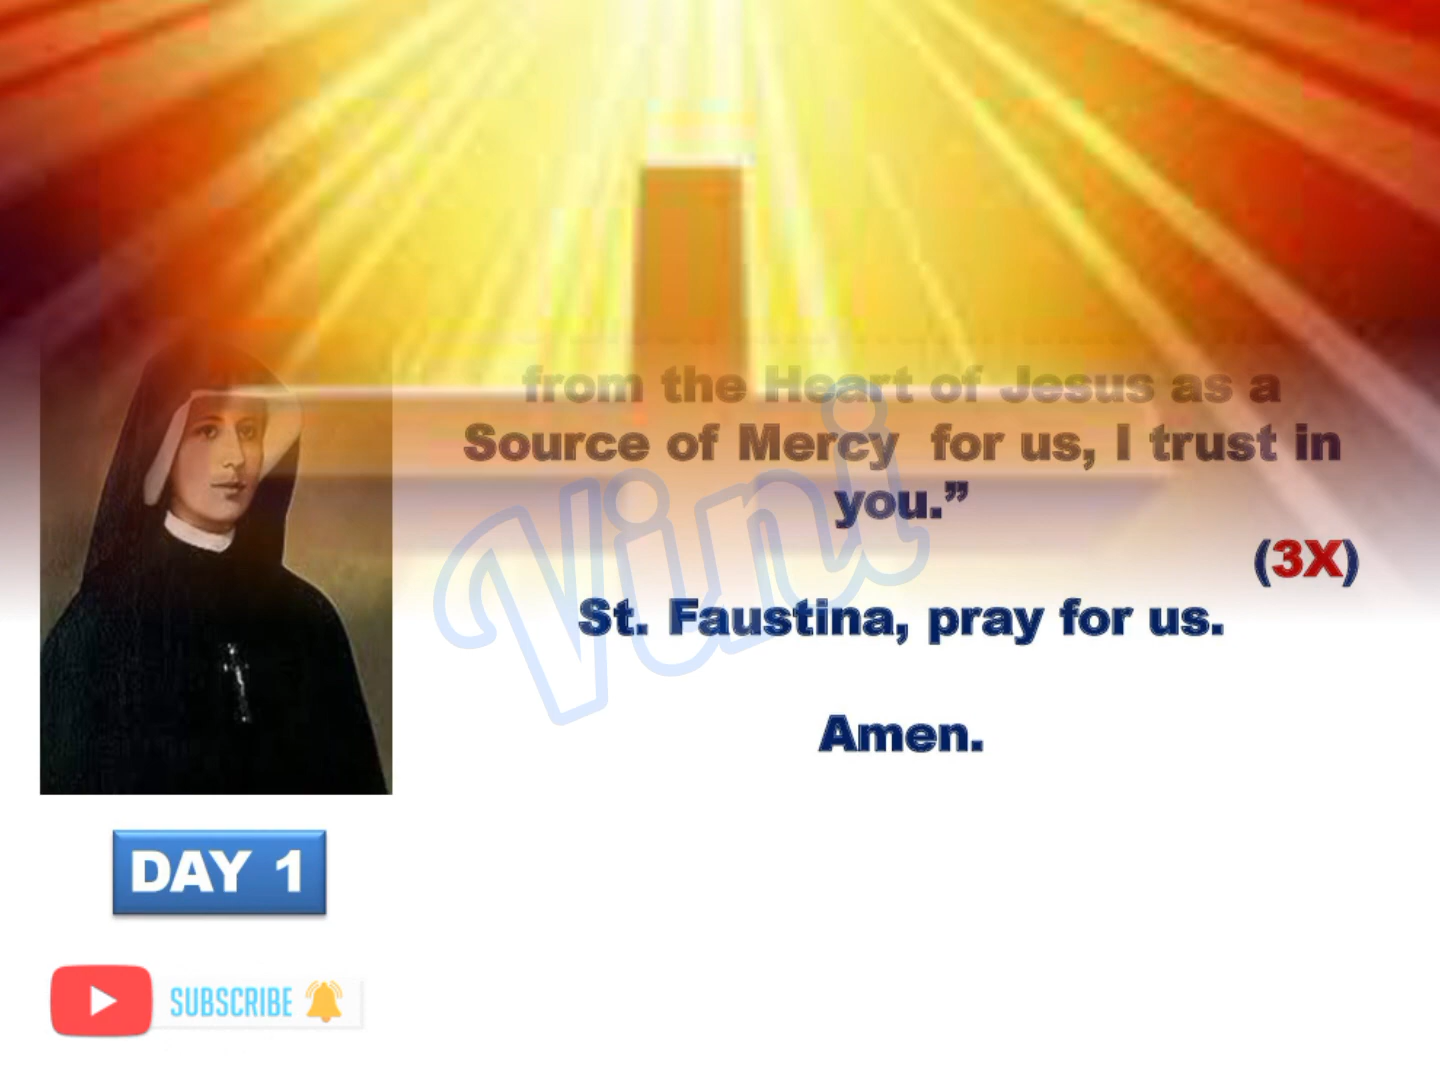 from the Heart of Jesus as a
Source of Mercy for us, I trust in
you.”
(3X)
St. Faustina, pray for us.
Amen.
Vini
DAY 1
SUBSCRIBE